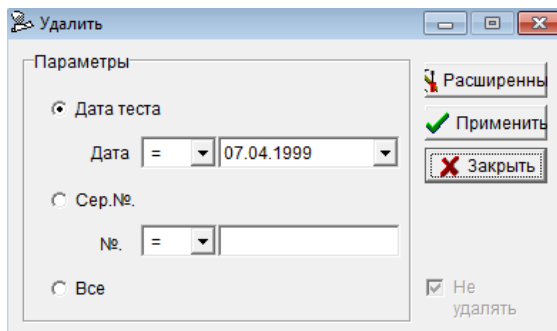 Удалить
Параметры
Дата теста
Дата = 07.04.1999
Сер.№.
№. =
Все
Расширенны
Применить
Закрыть
Не
удалять